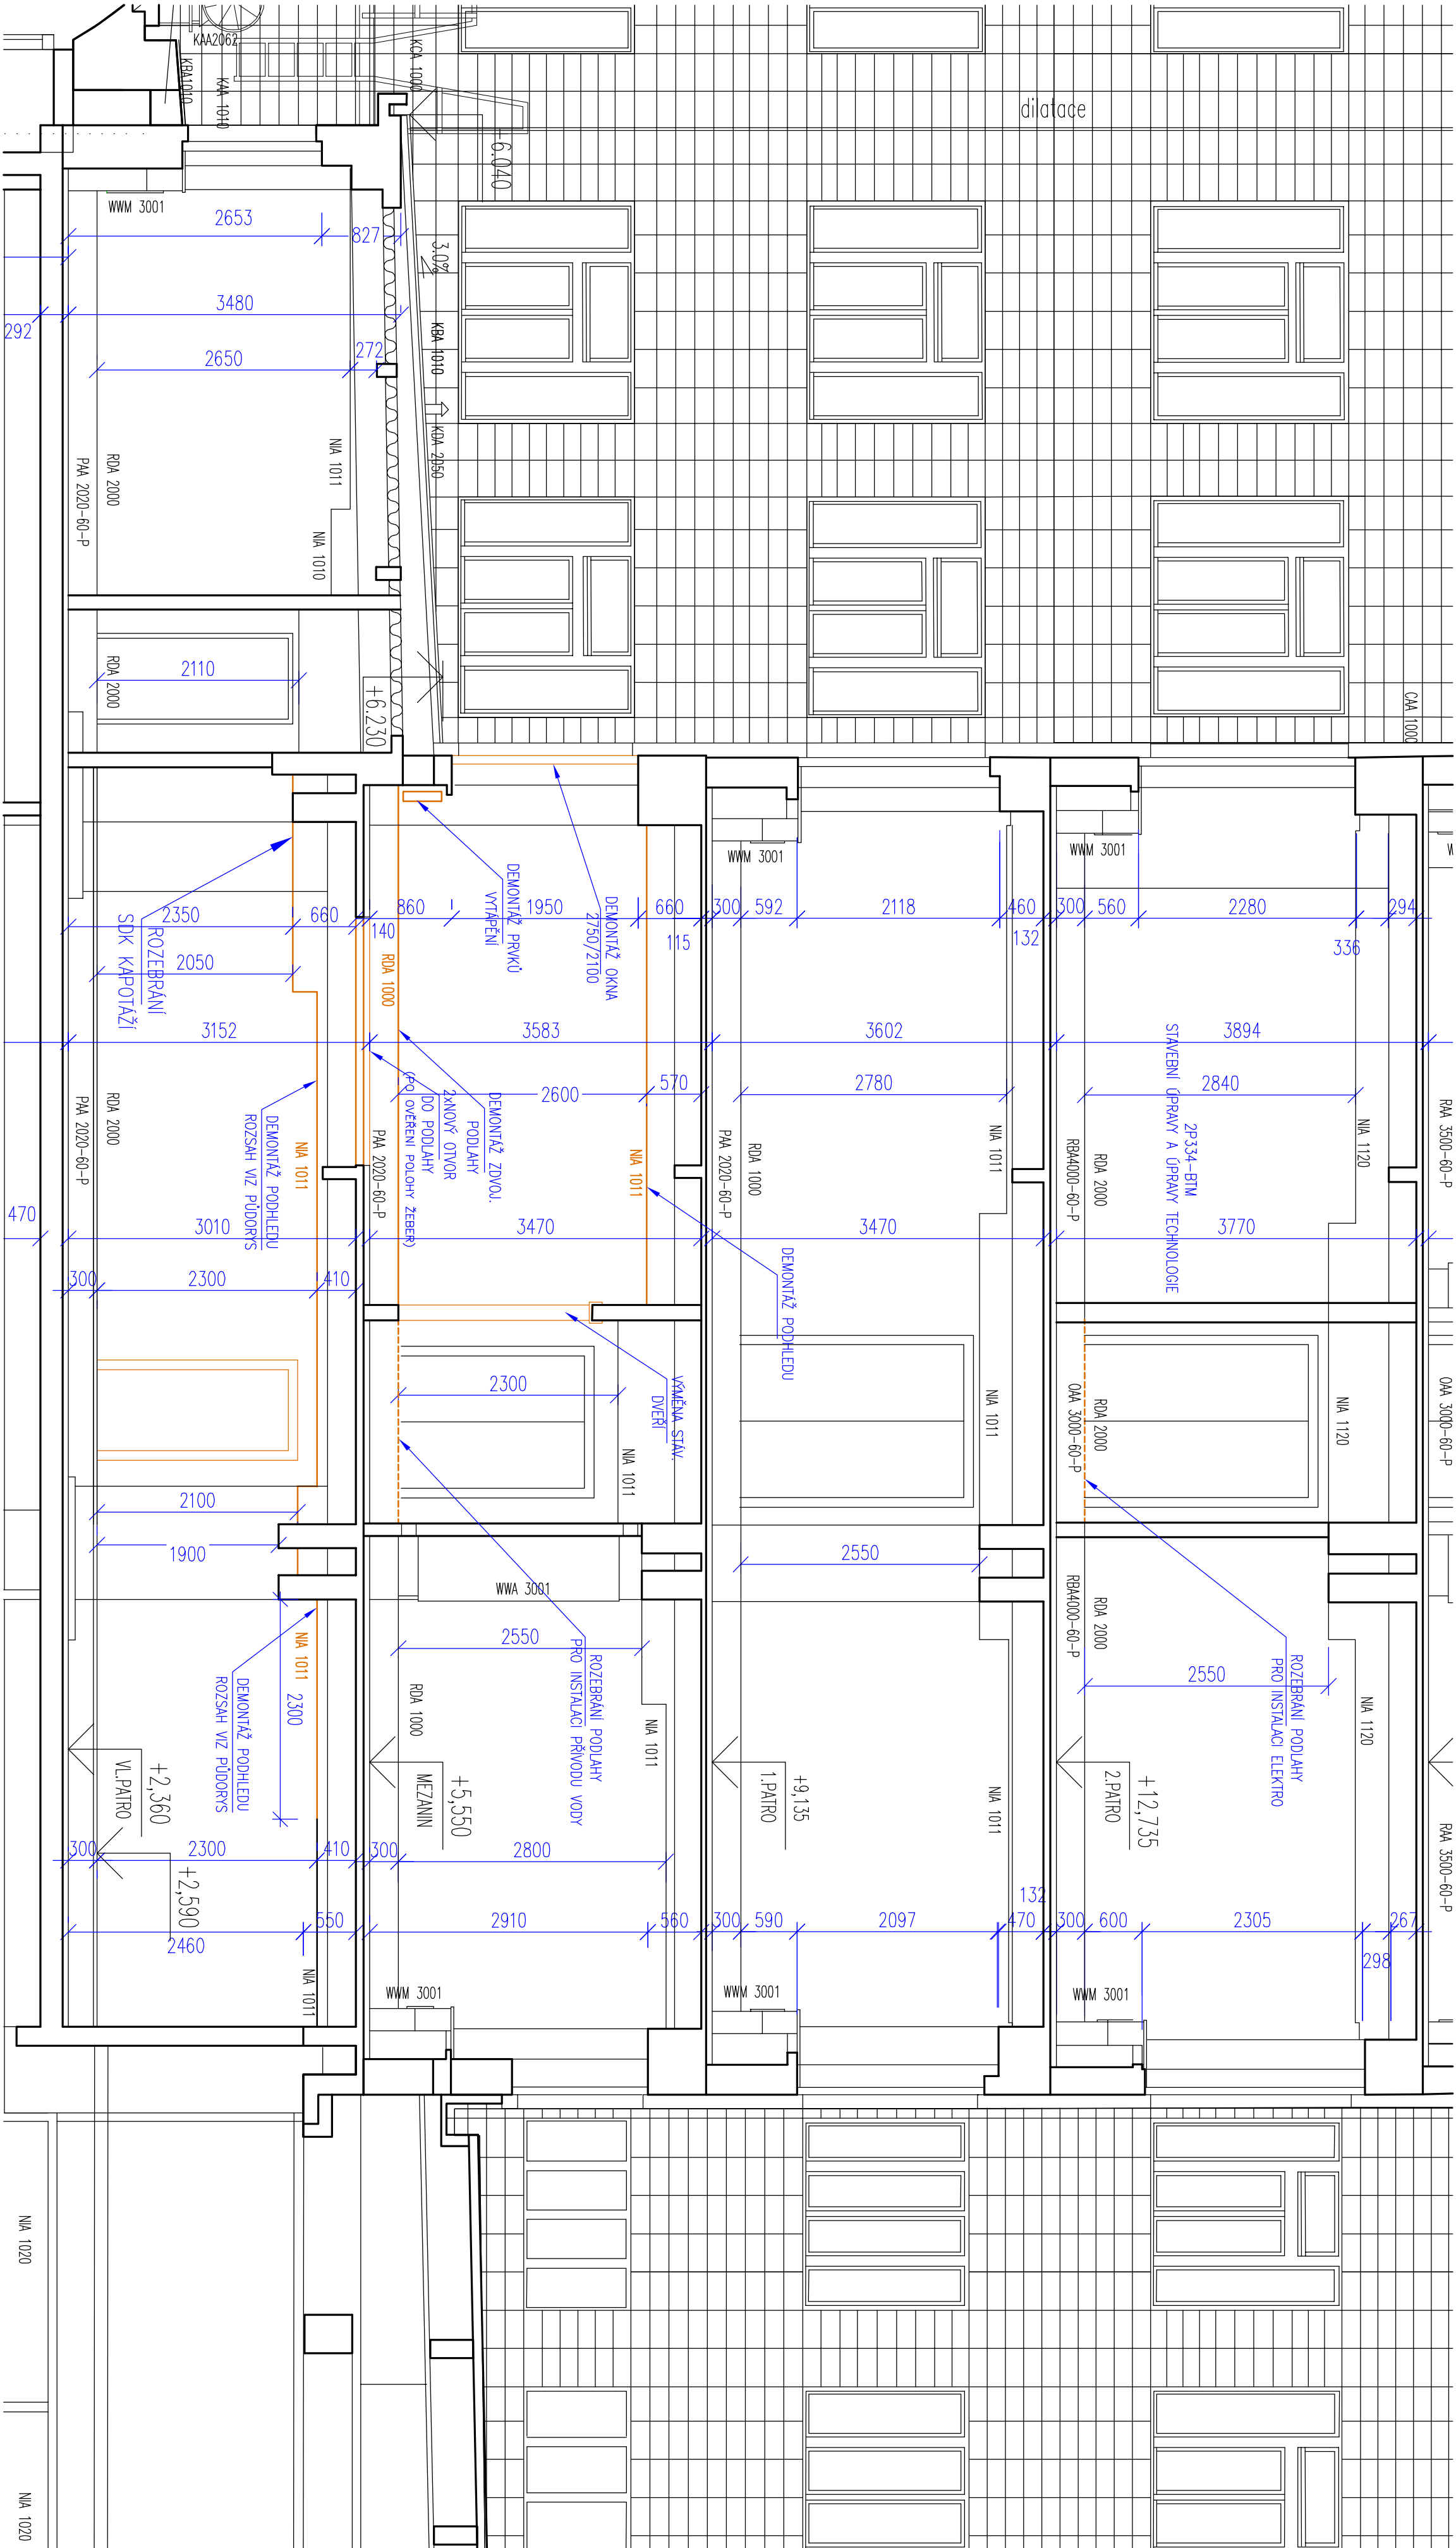 KAA2062
KBA1010
KAA 1010
KCA 1000
+6.040
dilatace
WWM 3001
2653
827
3.0%
3480
292
2650
272
KBA 1010
KDA 2050
NIA 1011
NIA 1010
RDA 2000
PAA 2020-60-P
RDA 2000
2110
+6.230
CAA 1000
WWM 3001
WWM 3001
DEMONTÁŽ PRVKŮ
VYTÁPĚNÍ
DEMONTÁŽ OKNA
2750/2100
2350
660
140
860
1950
660
115
300
592
2118
460
132
300
560
2280
336
294
ROZEBRÁNÍ
SDK KAPOTÁŽÍ
2050
RDA 1000
3152
3583
3602
3894
STAVEBNÍ ÚPRAVY A ÚPRAVY TECHNOLOGIE
2P334-BTM
2600
570
2780
2840
DEMONTÁŽ ZDVOJ.
PODLAHY
2xNOVÝ OTVOR
DO PODLAHY
(PO OVĚŘENÍ POLOHY ŽEBER)
RDA 2000
PAA 2020-60-P
DEMONTÁŽ PODHLEDU
ROZSAH VIZ PŮDORYS
NIA 1011
PAA 2020-60-P
NIA 1011
PAA 2020-60-P
RDA 1000
NIA 1011
RBA4000-60-P
RDA 2000
NIA 1120
RAA 3500-60-P
470
3010
3470
3470
3770
DEMONTÁŽ PODHLEDU
300
2300
410
2300
VÝMĚNA STÁV.
DVEŘÍ
NIA 1011
NIA 1011
OAA 3000-60-P
RDA 2000
NIA 1120
OAA 3000-60-P
2100
1900
2550
WWA 3001
2550
ROZEBRÁNÍ PODLAHY
PRO INSTALACI PŘÍVODU VODY
RBA4000-60-P
RDA 2000
2550
ROZEBRÁNÍ PODLAHY
PRO INSTALACI ELEKTRO
NIA 1120
NIA 1011
2300
DEMONTÁŽ PODHLEDU
ROZSAH VIZ PŮDORYS
RDA 1000
NIA 1011
NIA 1011
+2,360
VL.PATRO
+5,550
MEZANIN
+9,135
1.PATRO
+12,735
2.PATRO
RAA 3500-60-P
300
2300
410
300
2800
+2,590
2460
550
2910
560
300
590
2097
470
132
300
600
2305
298
267
NIA 1011
WWM 3001
WWM 3001
WWM 3001
NIA 1020
NIA 1020